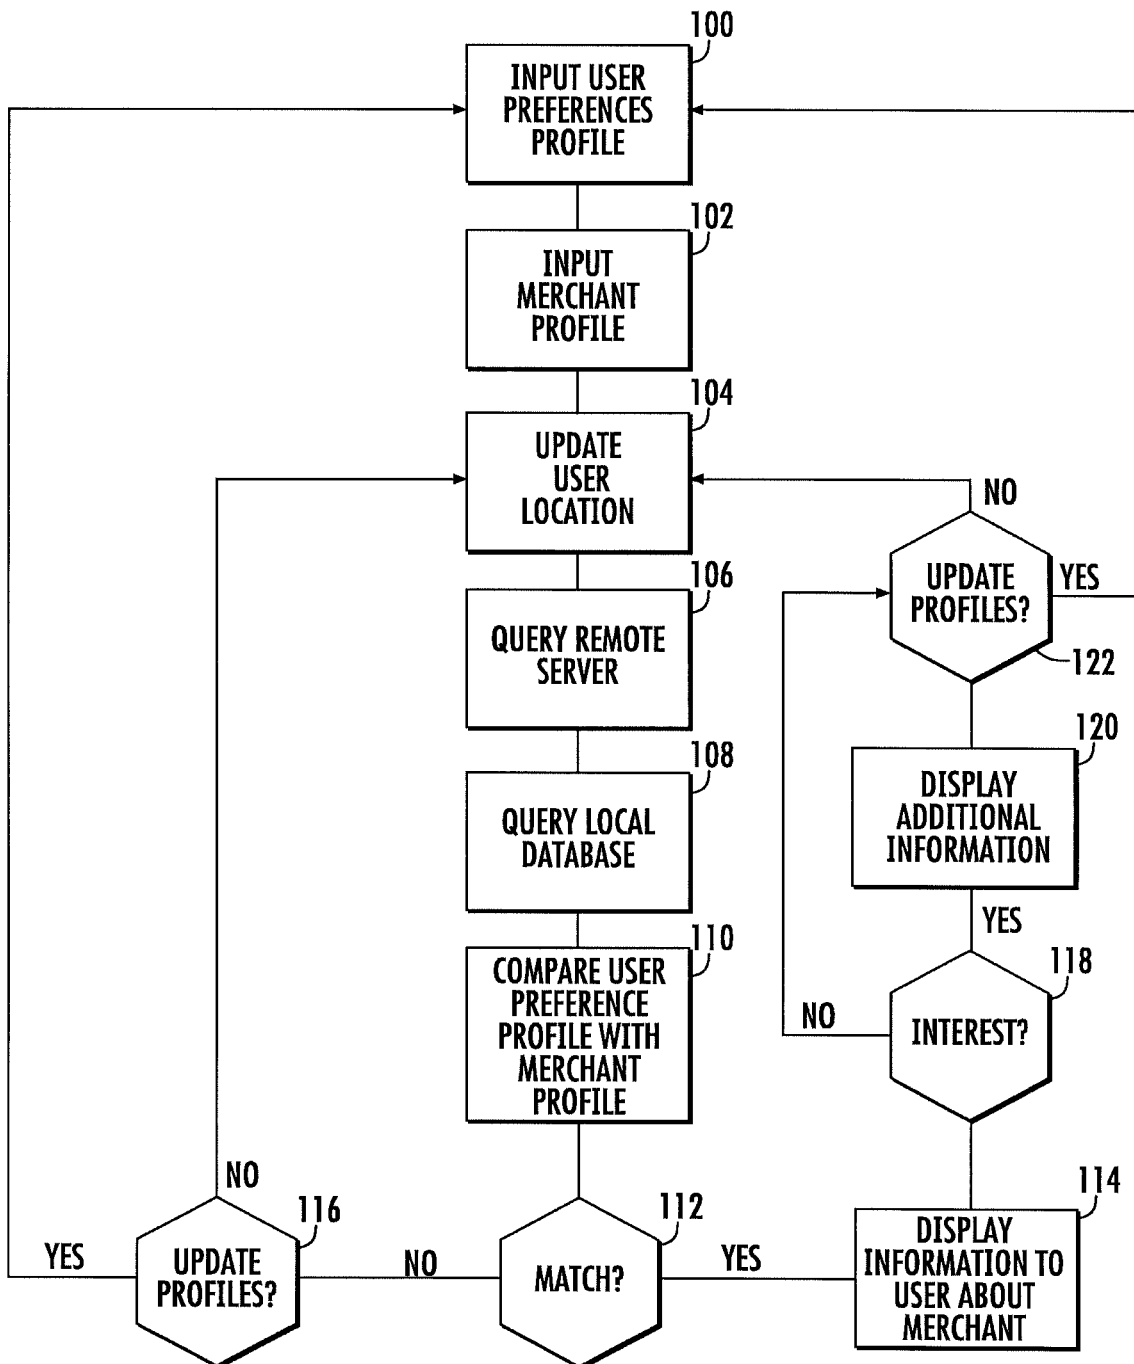 100
INPUT USER
PREFERENCES
PROFILE
102
INPUT
MERCHANT
PROFILE
104
UPDATE
USER
LOCATION
NO
UPDATE
PROFILES?
YES
122
106
QUERY REMOTE
SERVER
120
DISPLAY
ADDITIONAL
INFORMATION
108
QUERY LOCAL
DATABASE
YES
110
COMPARE USER
PREFERENCE
PROFILE WITH
MERCHANT
PROFILE
118
INTEREST?
NO
NO
116
UPDATE
PROFILES?
YES
NO
112
MATCH?
YES
114
DISPLAY
INFORMATION TO
USER ABOUT
MERCHANT